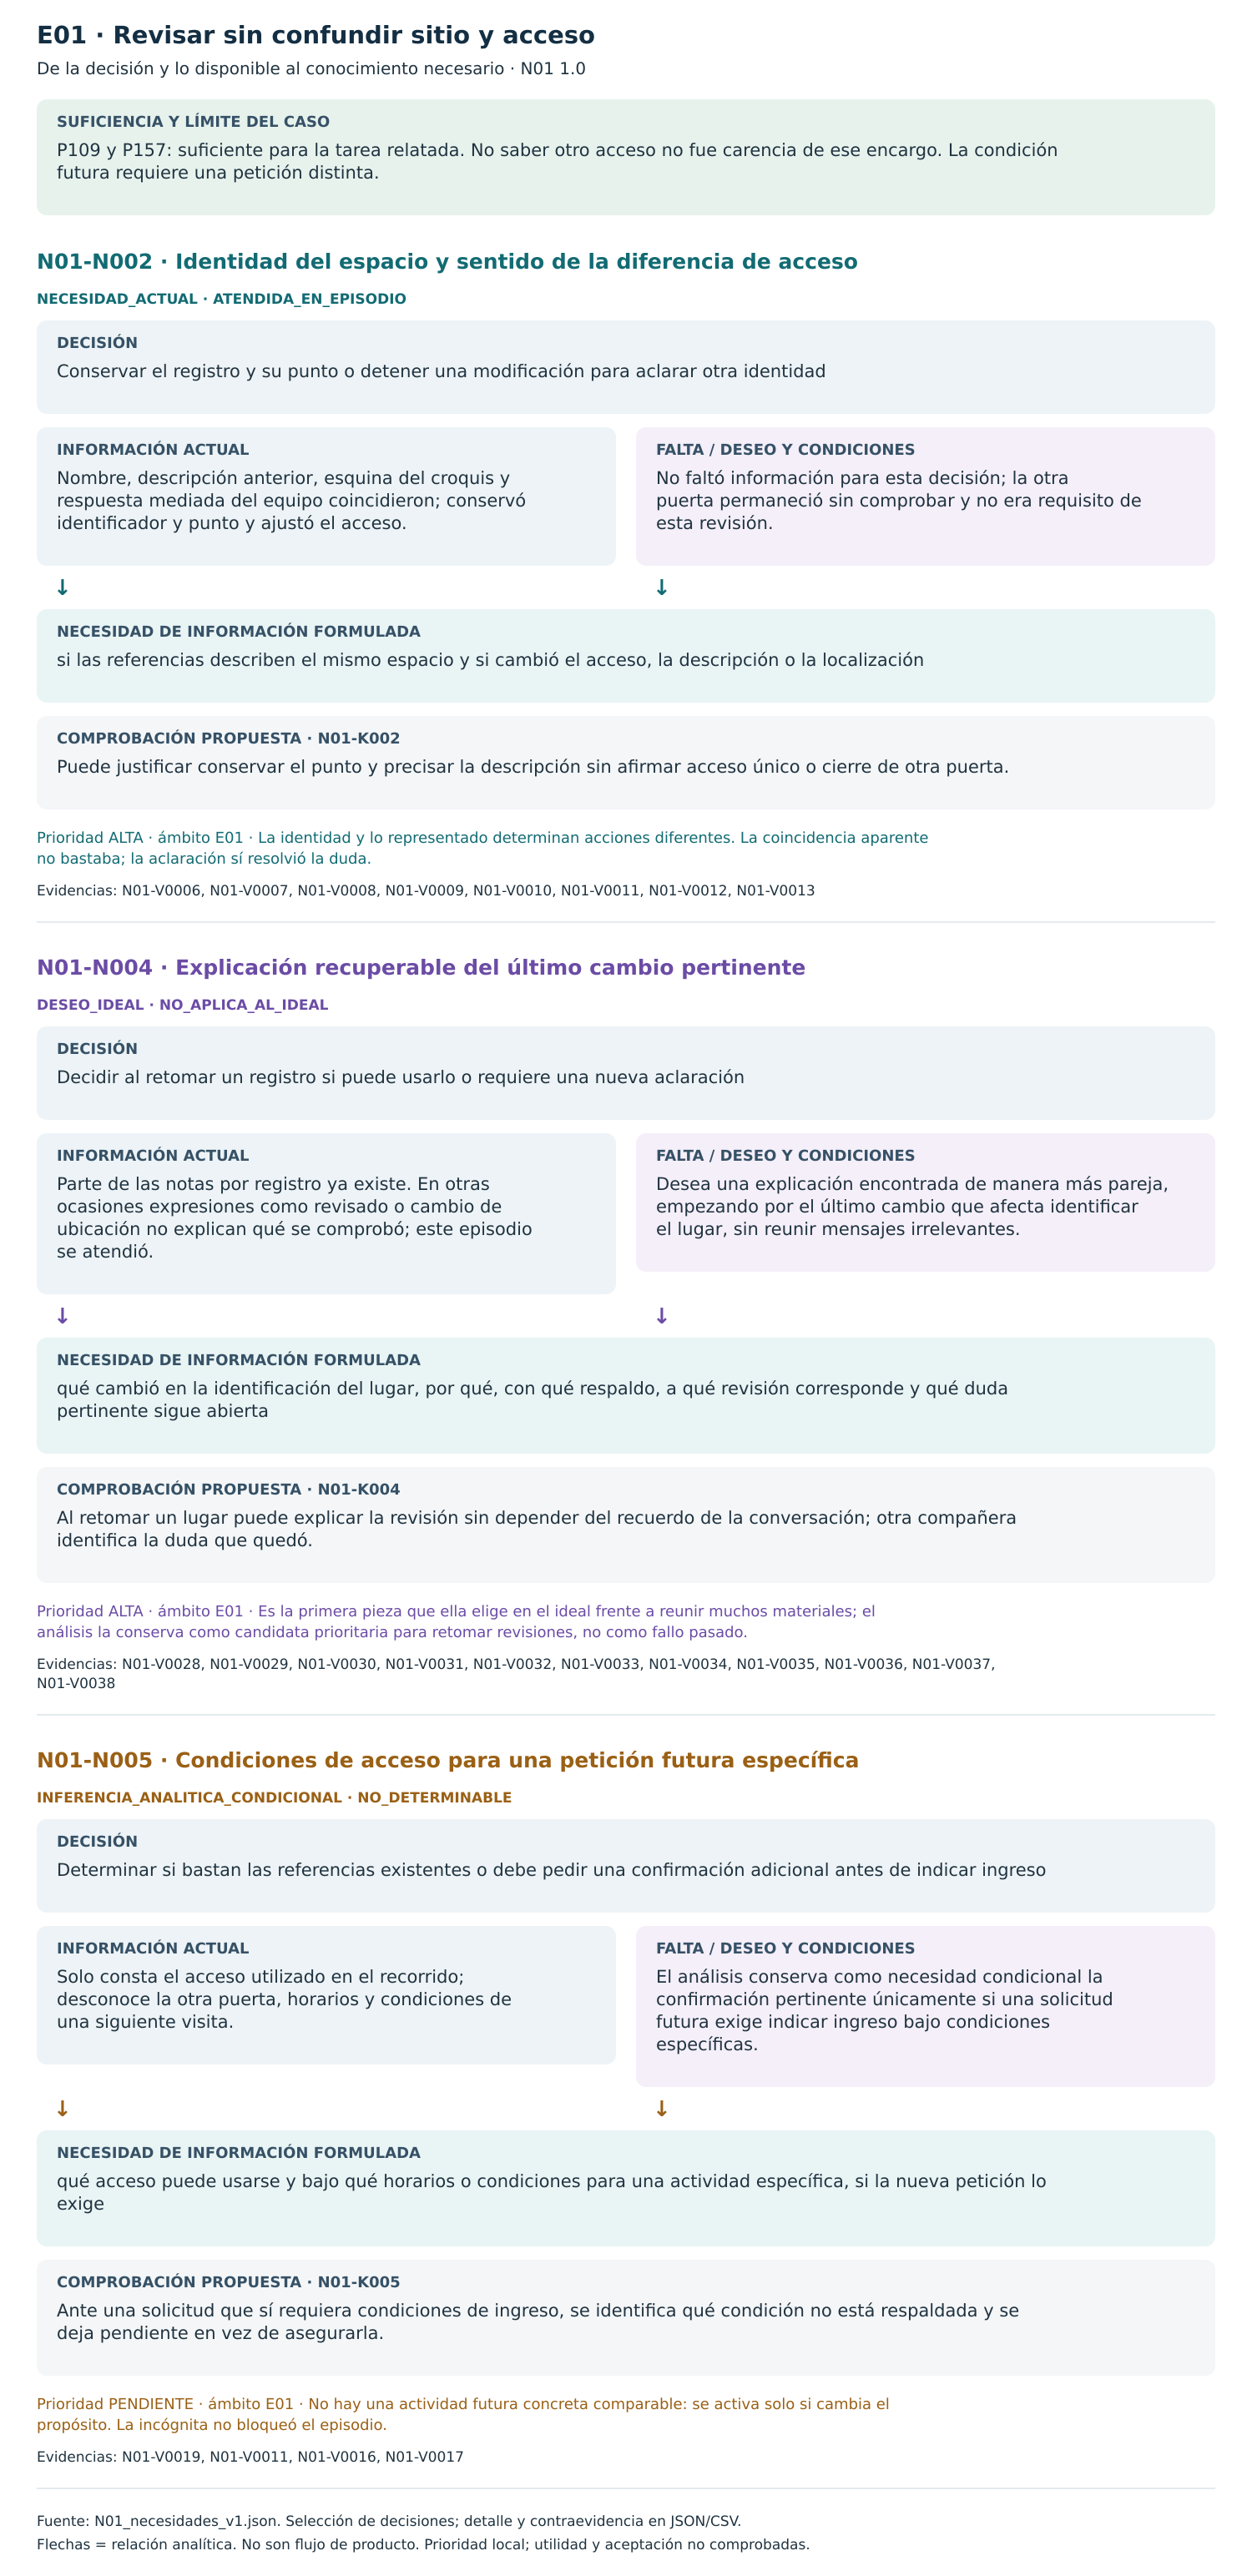 E01 · Revisar sin confundir sitio y acceso
De la decisión y lo disponible al conocimiento necesario · N01 1.0
SUFICIENCIA Y LÍMITE DEL CASO
P109 y P157: suficiente para la tarea relatada. No saber otro acceso no fue carencia de ese encargo. La condición
futura requiere una petición distinta.
N01-N002 · Identidad del espacio y sentido de la diferencia de acceso
NECESIDAD_ACTUAL · ATENDIDA_EN_EPISODIO
DECISIÓN
Conservar el registro y su punto o detener una modificación para aclarar otra identidad
INFORMACIÓN ACTUAL
Nombre, descripción anterior, esquina del croquis y
respuesta mediada del equipo coincidieron; conservó
identificador y punto y ajustó el acceso.
FALTA / DESEO Y CONDICIONES
No faltó información para esta decisión; la otra
puerta permaneció sin comprobar y no era requisito de
esta revisión.
↓ ↓
NECESIDAD DE INFORMACIÓN FORMULADA
si las referencias describen el mismo espacio y si cambió el acceso, la descripción o la localización
COMPROBACIÓN PROPUESTA · N01-K002
Puede justificar conservar el punto y precisar la descripción sin afirmar acceso único o cierre de otra puerta.
Prioridad ALTA · ámbito E01 · La identidad y lo representado determinan acciones diferentes. La coincidencia aparente
no bastaba; la aclaración sí resolvió la duda.
Evidencias: N01-V0006, N01-V0007, N01-V0008, N01-V0009, N01-V0010, N01-V0011, N01-V0012, N01-V0013
N01-N004 · Explicación recuperable del último cambio pertinente
DESEO_IDEAL · NO_APLICA_AL_IDEAL
DECISIÓN
Decidir al retomar un registro si puede usarlo o requiere una nueva aclaración
INFORMACIÓN ACTUAL
Parte de las notas por registro ya existe. En otras
ocasiones expresiones como revisado o cambio de
ubicación no explican qué se comprobó; este episodio
se atendió.
FALTA / DESEO Y CONDICIONES
Desea una explicación encontrada de manera más pareja,
empezando por el último cambio que afecta identificar
el lugar, sin reunir mensajes irrelevantes.
↓ ↓
NECESIDAD DE INFORMACIÓN FORMULADA
qué cambió en la identificación del lugar, por qué, con qué respaldo, a qué revisión corresponde y qué duda
pertinente sigue abierta
COMPROBACIÓN PROPUESTA · N01-K004
Al retomar un lugar puede explicar la revisión sin depender del recuerdo de la conversación; otra compañera
identifica la duda que quedó.
Prioridad ALTA · ámbito E01 · Es la primera pieza que ella elige en el ideal frente a reunir muchos materiales; el
análisis la conserva como candidata prioritaria para retomar revisiones, no como fallo pasado.
Evidencias: N01-V0028, N01-V0029, N01-V0030, N01-V0031, N01-V0032, N01-V0033, N01-V0034, N01-V0035, N01-V0036, N01-V0037,
N01-V0038
N01-N005 · Condiciones de acceso para una petición futura específica
INFERENCIA_ANALITICA_CONDICIONAL · NO_DETERMINABLE
DECISIÓN
Determinar si bastan las referencias existentes o debe pedir una confirmación adicional antes de indicar ingreso
INFORMACIÓN ACTUAL
Solo consta el acceso utilizado en el recorrido;
desconoce la otra puerta, horarios y condiciones de
una siguiente visita.
FALTA / DESEO Y CONDICIONES
El análisis conserva como necesidad condicional la
confirmación pertinente únicamente si una solicitud
futura exige indicar ingreso bajo condiciones
específicas.
↓ ↓
NECESIDAD DE INFORMACIÓN FORMULADA
qué acceso puede usarse y bajo qué horarios o condiciones para una actividad específica, si la nueva petición lo
exige
COMPROBACIÓN PROPUESTA · N01-K005
Ante una solicitud que sí requiera condiciones de ingreso, se identifica qué condición no está respaldada y se
deja pendiente en vez de asegurarla.
Prioridad PENDIENTE · ámbito E01 · No hay una actividad futura concreta comparable: se activa solo si cambia el
propósito. La incógnita no bloqueó el episodio.
Evidencias: N01-V0019, N01-V0011, N01-V0016, N01-V0017
Fuente: N01_necesidades_v1.json. Selección de decisiones; detalle y contraevidencia en JSON/CSV.
Flechas = relación analítica. No son flujo de producto. Prioridad local; utilidad y aceptación no comprobadas.